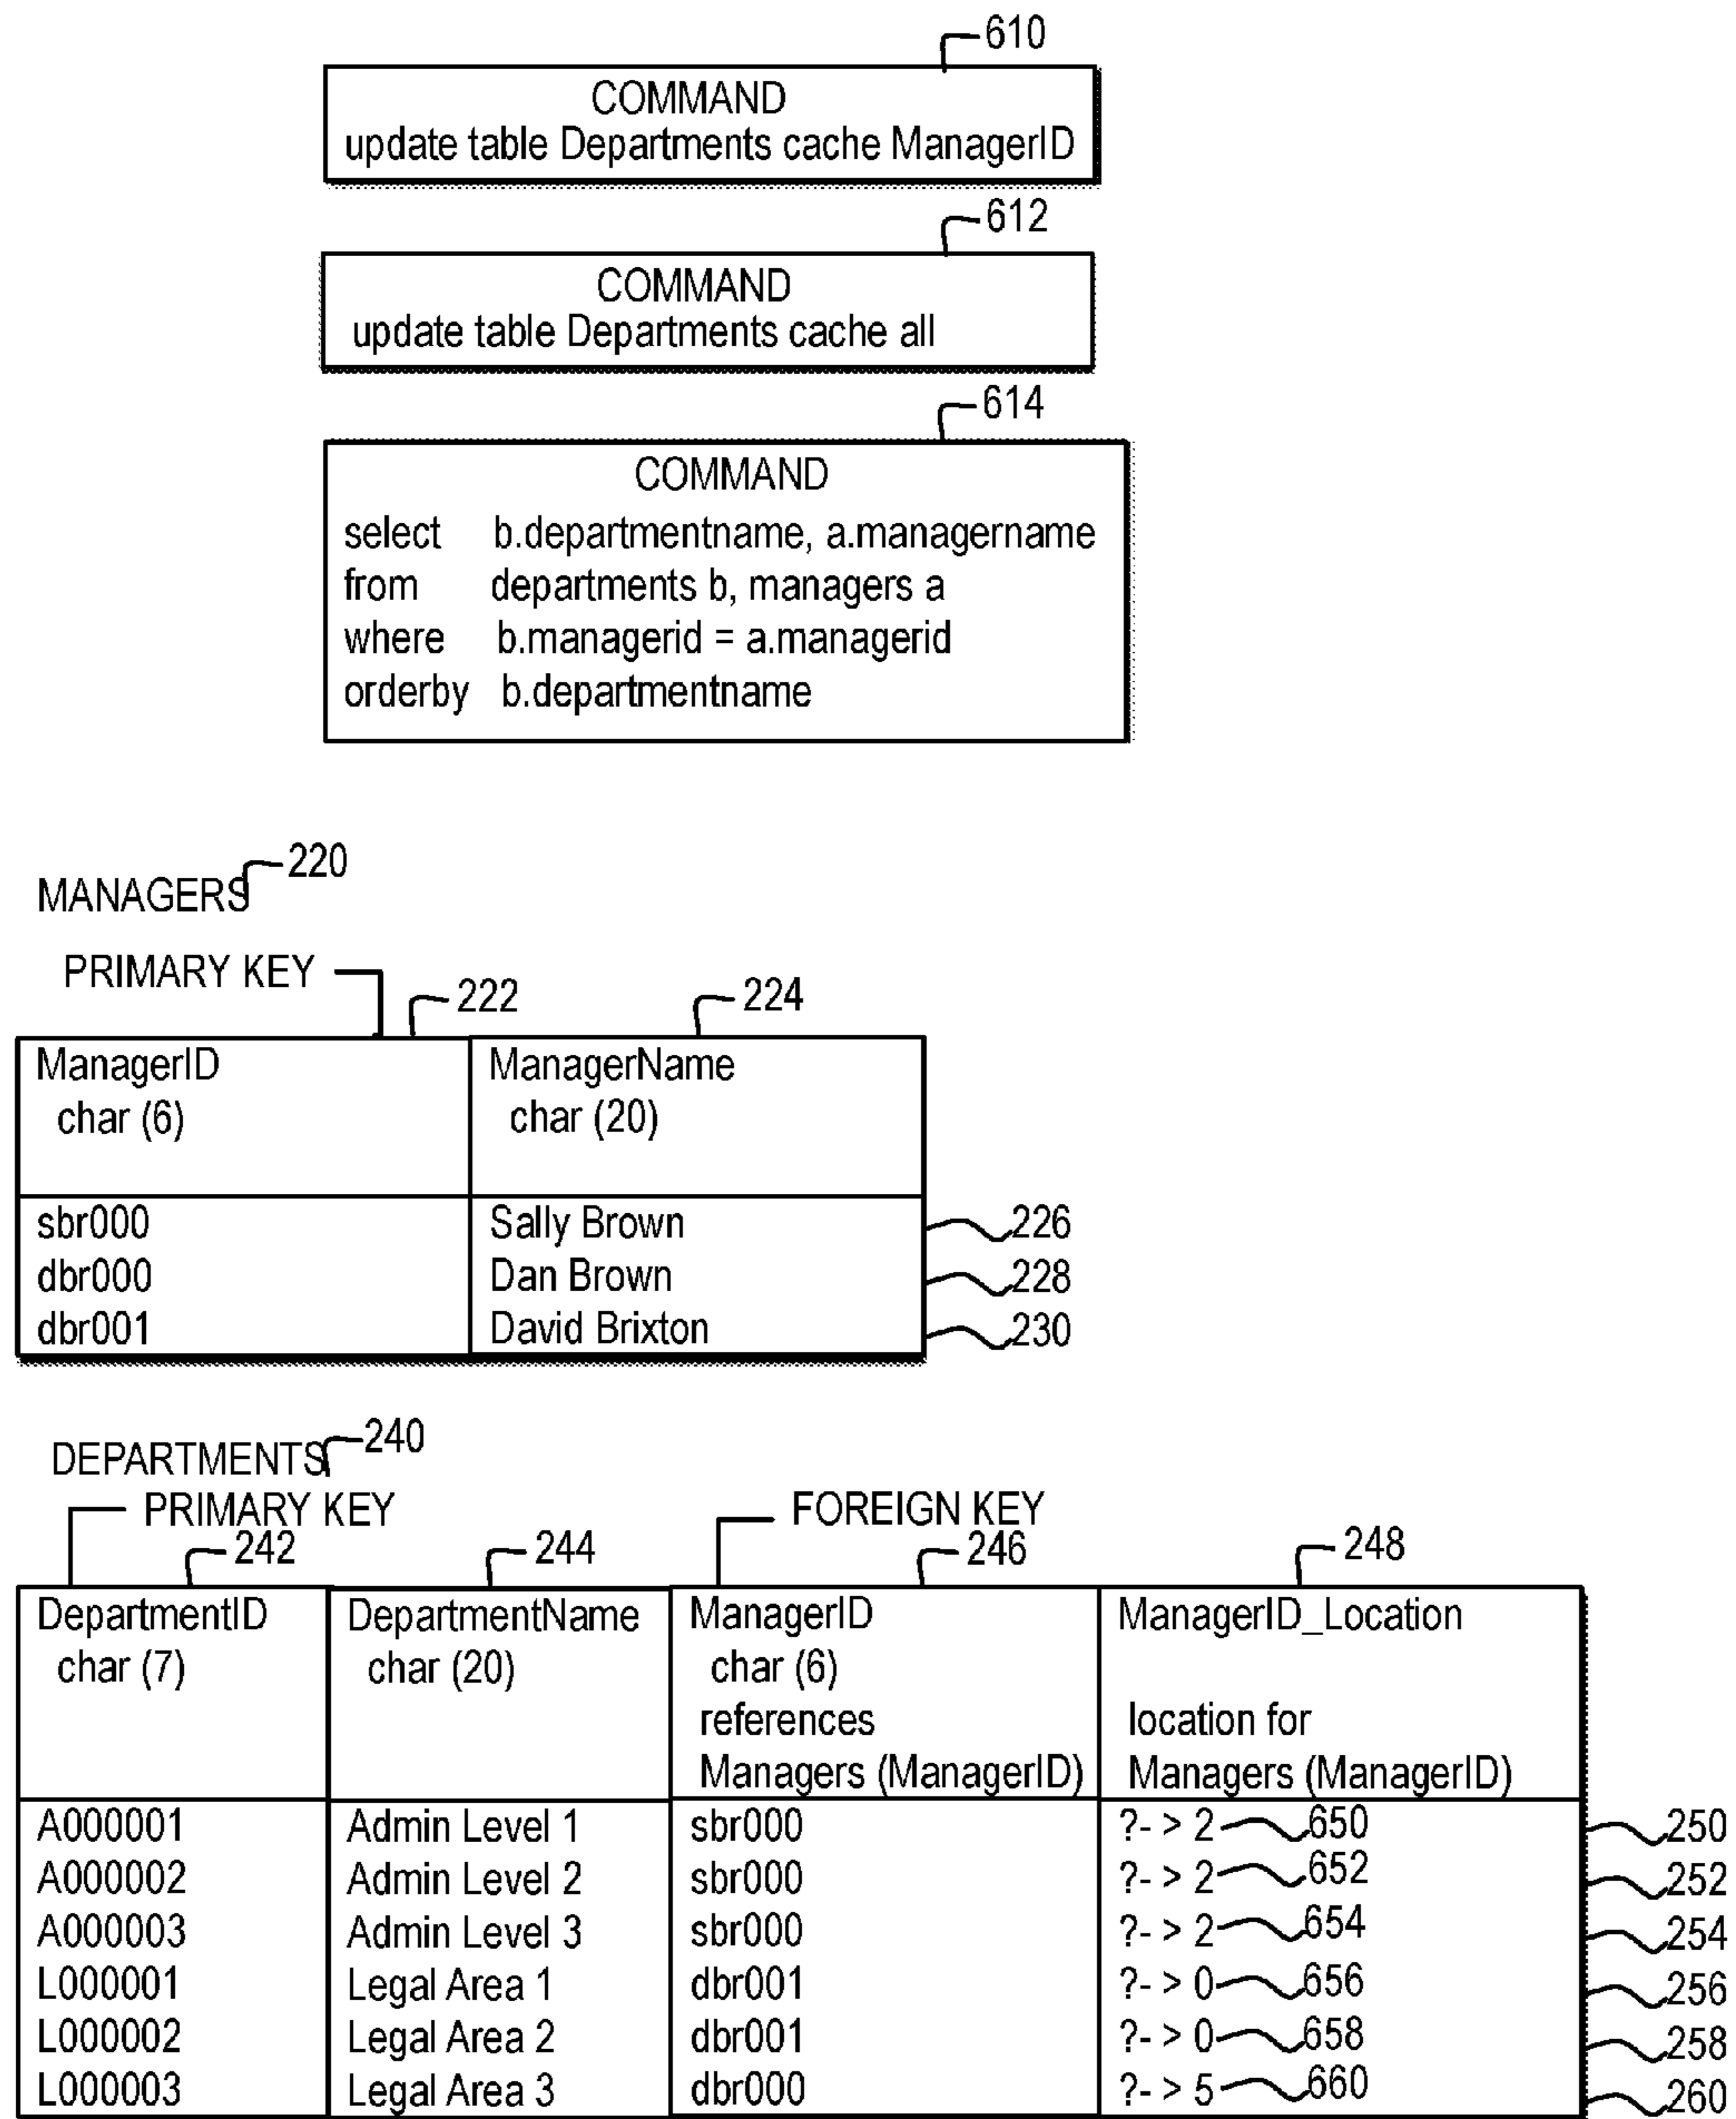 610
COMMAND
update table Departments cache ManagerID
612
COMMAND
update table Departments cache all
614
COMMAND
select b.departmentname, a.managername
from departments b, managers a
where b.managerid = a.managerid
orderby b.departmentname
MANAGERS 220
PRIMARY KEY
222 224
ManagerID ManagerName
char (6) char (20)
sbr000 Sally Brown 226
dbr000 Dan Brown 228
dbr001 David Brixton 230
DEPARTMENTS 240
PRIMARY KEY FOREIGN KEY
242 244 246 248
DepartmentID DepartmentName ManagerID ManagerID_Location
char (7) char (20) char (6)
references location for
Managers (ManagerID) Managers (ManagerID)
A000001 Admin Level 1 sbr000 ?- > 2 650 250
A000002 Admin Level 2 sbr000 ?- > 2 652 252
A000003 Admin Level 3 sbr000 ?- > 2 654 254
L000001 Legal Area 1 dbr001 ?- > 0 656 256
L000002 Legal Area 2 dbr001 ?- > 0 658 258
L000003 Legal Area 3 dbr000 ?- > 5 660 260